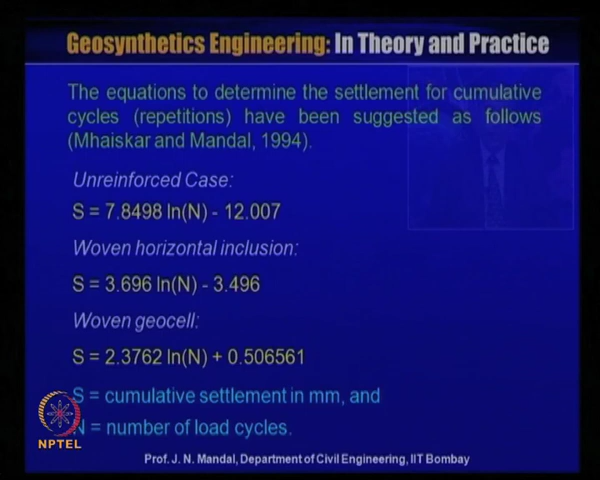 Geosynthetics Engineering: In Theory and Practice
The equations to determine the settlement for cumulative
cycles (repetitions) have been suggested as follows
(Mhaiskar and Mandal, 1994).
Unreinforced Case:
S = 7.8498 ln(N) - 12.007
Woven horizontal inclusion:
S = 3.696 ln(N) - 3.496
Woven geocell:
S = 2.3762 ln(N) + 0.506561
S = cumulative settlement in mm, and
N = number of load cycles.
NPTEL
Prof. J. N. Mandal, Department of Civil Engineering, IIT Bombay